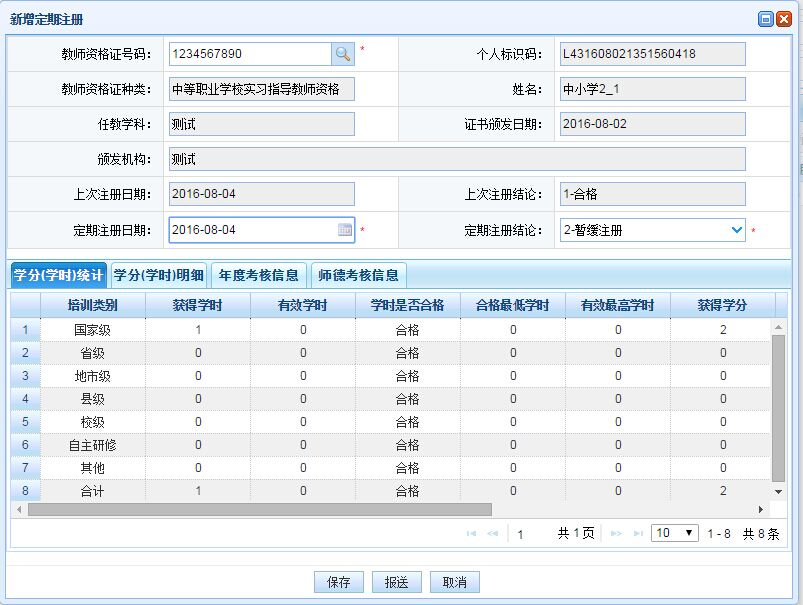 新增定期注册
教师资格证号码: 1234567890 * 个人标识码: L431608021351560418
教师资格证种类: 中等职业学校实习指导教师资格 姓名: 中小学2_1
任教学科: 测试 证书颁发日期: 2016-08-02
颁发机构: 测试
上次注册日期: 2016-08-04 上次注册结论: 1-合格
定期注册日期: 2016-08-04 * 定期注册结论: 2-暂缓注册 *
学分(学时)统计 学分(学时)明细 年度考核信息 师德考核信息
培训类别 获得学时 有效学时 学时是否合格 合格最低学时 有效最高学时 获得学分
1 国家级 1 0 合格 0 0 2
2 省级 0 0 合格 0 0 0
3 地市级 0 0 合格 0 0 0
4 县级 0 0 合格 0 0 0
5 校级 0 0 合格 0 0 0
6 自主研修 0 0 合格 0 0 0
7 其他 0 0 合格 0 0 0
8 合计 1 0 合格 0 0 2
1 共 1 页 10 1 - 8 共 8 条
保存 报送 取消